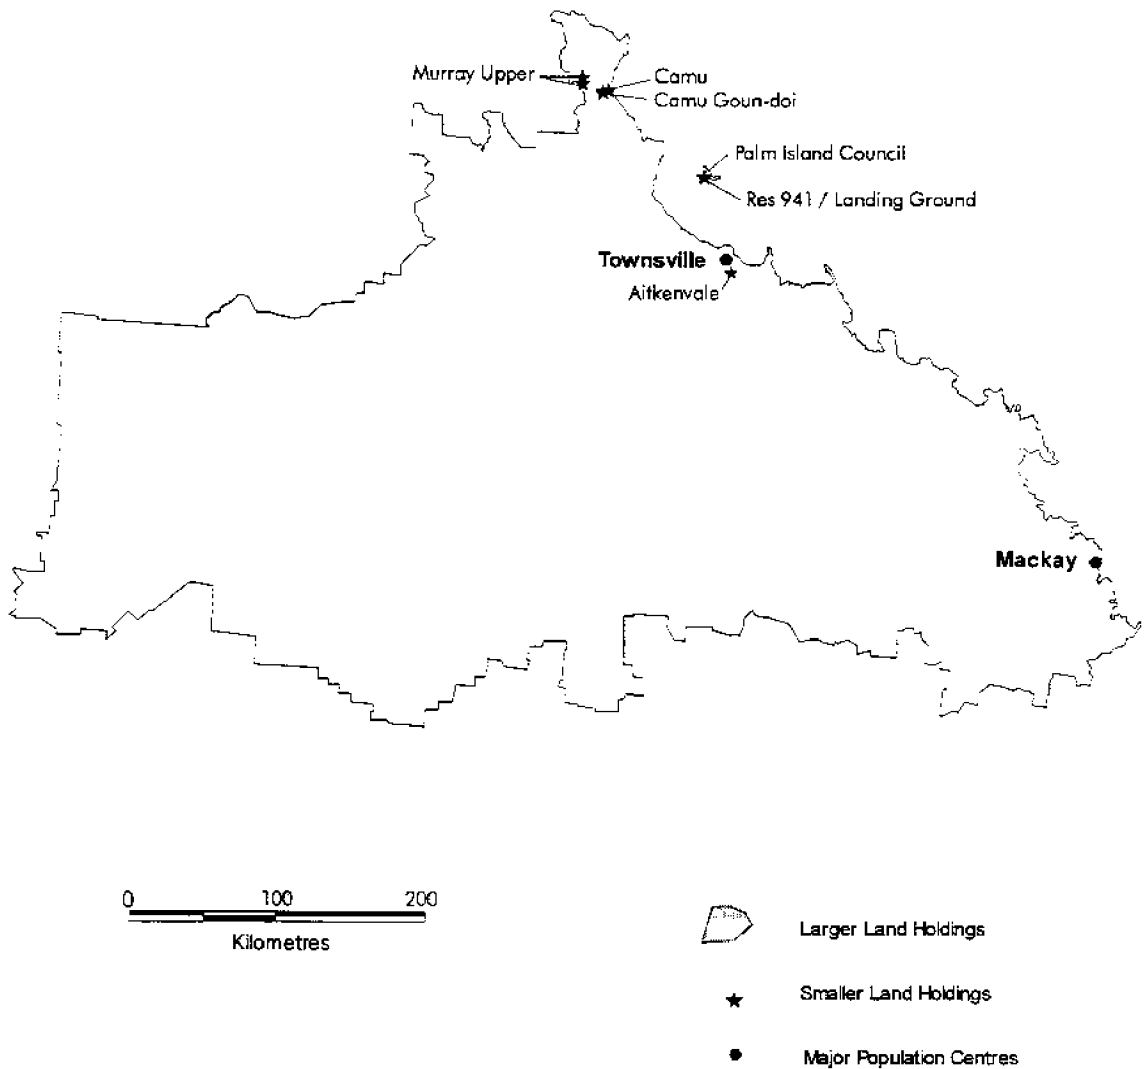 Murray Upper
Camu
Camu Goun-doi
Palm Island Council
Res 941 / Landing Ground
Townsville
Aitkenvale
Mackay
0 100 200
Kilometres
Larger Land Holdings
Smaller Land Holdings
Major Population Centres